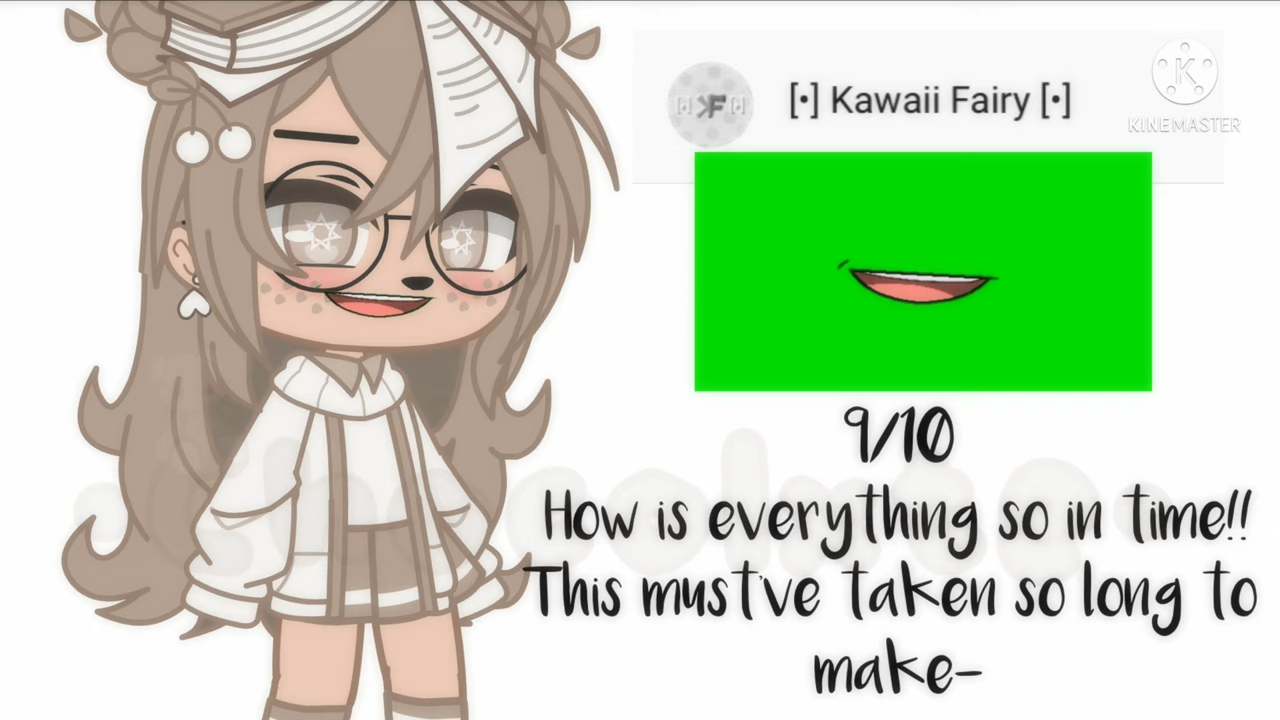 [·] KF [·]
[•] Kawaii Fairy [•]
K
KINEMASTER
9/10
How is everything so in time!!
This must've taken so long to
make-